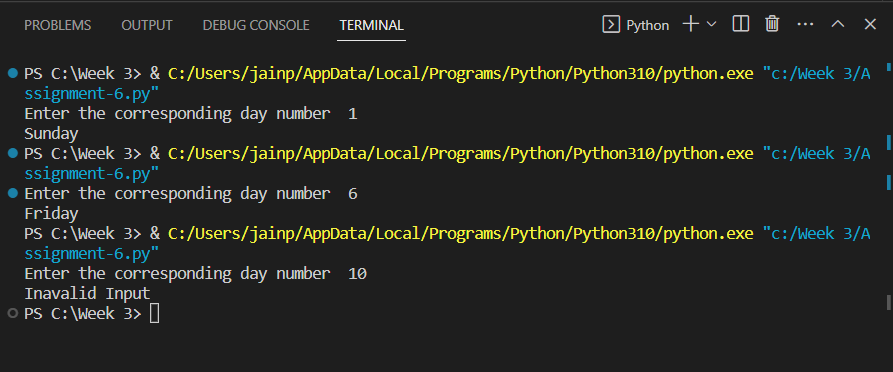 PROBLEMS OUTPUT DEBUG CONSOLE TERMINAL Python
PS C:\Week 3> & C:/Users/jainp/AppData/Local/Programs/Python/Python310/python.exe "c:/Week 3/A
ssignment-6.py"
Enter the corresponding day number  1
Sunday
PS C:\Week 3> & C:/Users/jainp/AppData/Local/Programs/Python/Python310/python.exe "c:/Week 3/A
ssignment-6.py"
Enter the corresponding day number  6
Friday
PS C:\Week 3> & C:/Users/jainp/AppData/Local/Programs/Python/Python310/python.exe "c:/Week 3/A
ssignment-6.py"
Enter the corresponding day number  10
Inavalid Input
PS C:\Week 3>